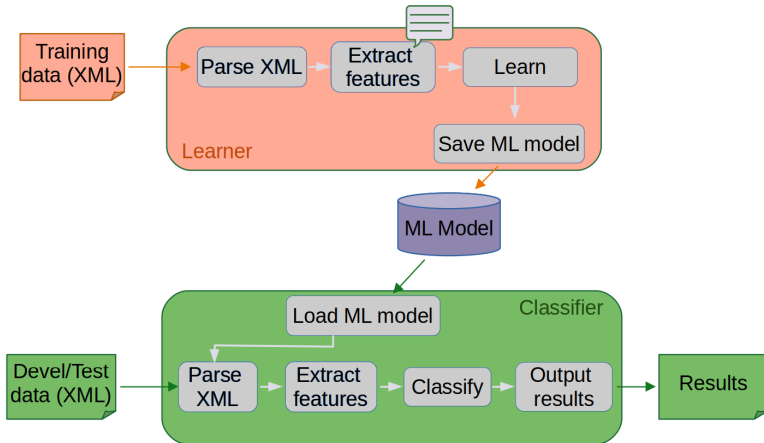 Training
data (XML)
Parse XML
Extract
features
Learn
Save ML model
Learner
ML Model
Classifier
Load ML model
Devel/Test
data (XML)
Parse
XML
Extract
features
Classify
Output
results
Results